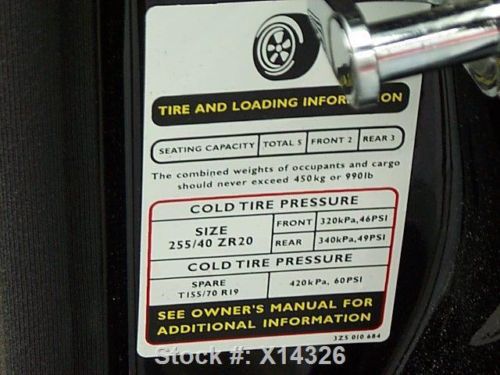 TIRE AND LOADING INFORMATION
SEATING CAPACITY TOTAL 5 FRONT 2 REAR 3
The combined weights of occupants and cargo
should never exceed 450kg or 990lb
COLD TIRE PRESSURE
SIZE
255/40 ZR20
FRONT 320kPa,46PSI
REAR 340kPa,49PSI
COLD TIRE PRESSURE
SPARE
T155/70 R19
420kPa, 60PSI
SEE OWNER'S MANUAL FOR
ADDITIONAL INFORMATION
3Z5 010 684
Stock #: X14326